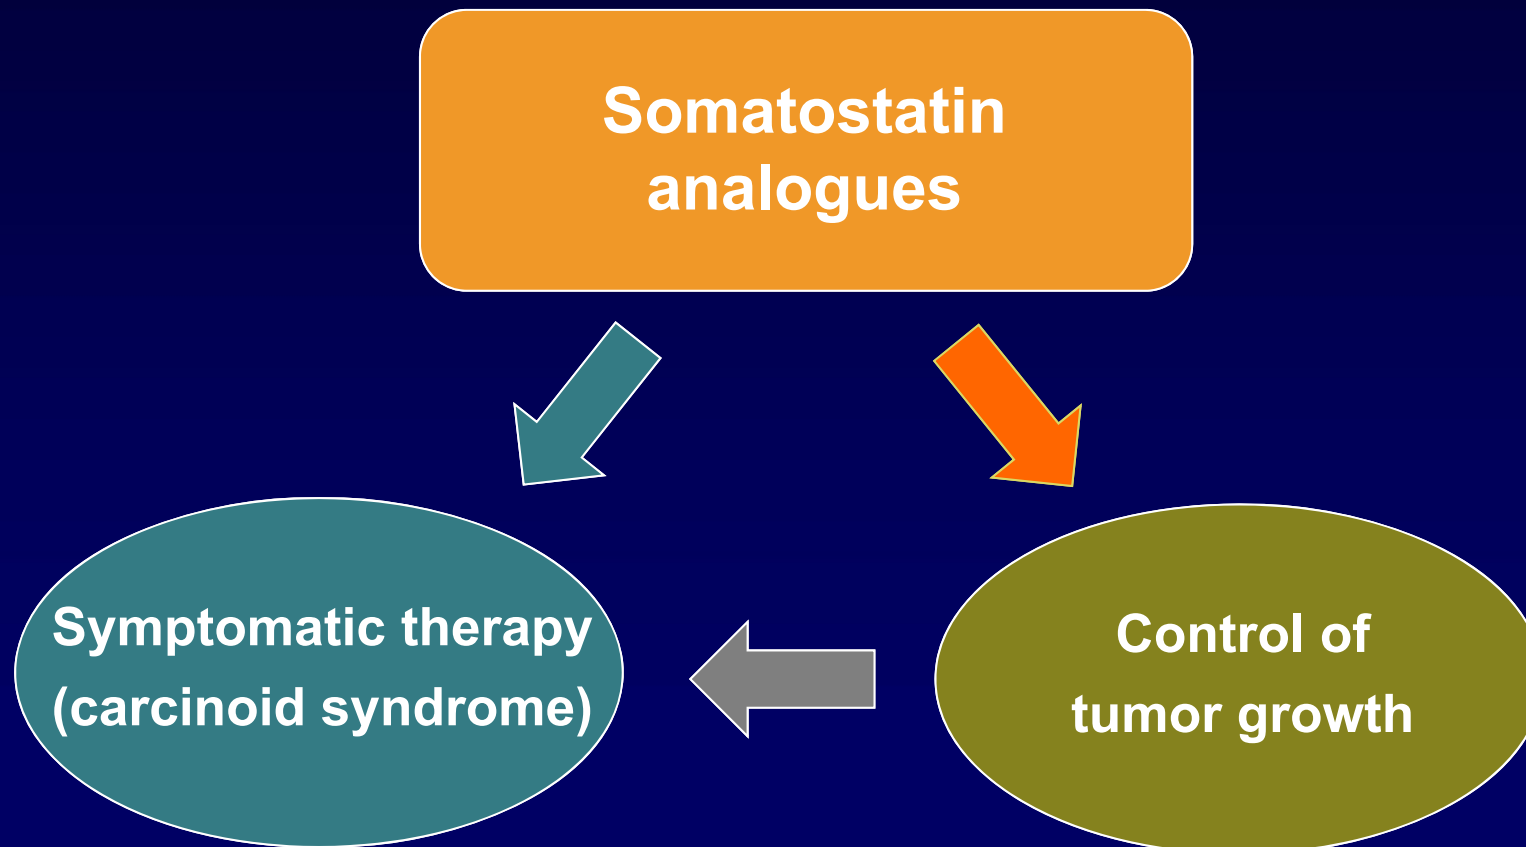 Somatostatin
analogues
Symptomatic therapy
(carcinoid syndrome)
Control of
tumor growth